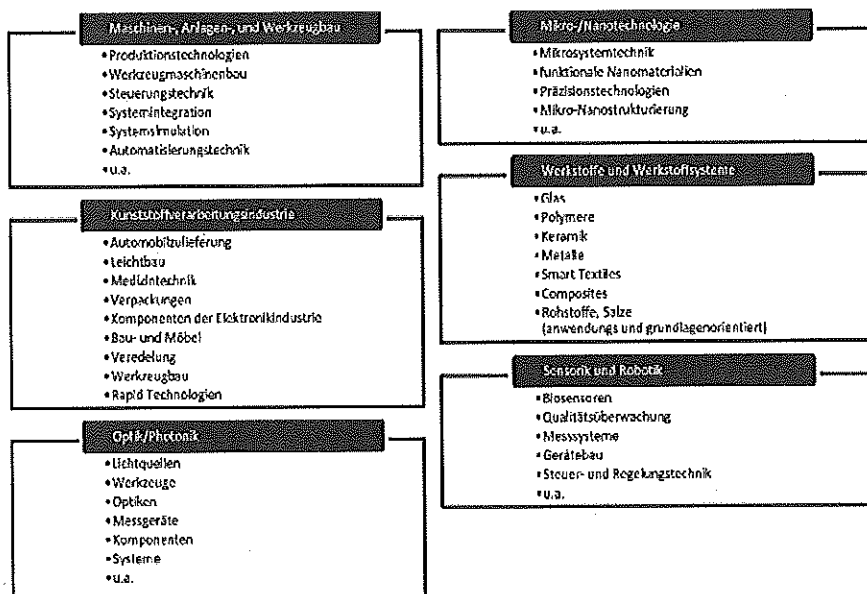 Maschinen-, Anlagen-, und Werkzeugbau
• Produktionstechnologien
• Werkzeugmaschinenbau
• Steuerungstechnik
• Systemintegration
• Systemsimulation
• Automatisierungstechnik
• u.a.
Kunststoffverarbeitungsindustrie
• Automobilzulieferung
• Leichtbau
• Medizintechnik
• Verpackungen
• Komponenten der Elektronikindustrie
• Bau- und Möbel
• Veredelung
• Werkzeugbau
• Rapid Technologien
Optik/Photonik
• Lichtquellen
• Werkzeuge
• Optiken
• Messgeräte
• Komponenten
• Systeme
• u.a.
Mikro-/Nanotechnologie
• Mikrosystemtechnik
• funktionale Nanomaterialien
• Präzisionstechnologien
• Mikro-Nanostrukturierung
• u.a.
Werkstoffe und Werkstoffsysteme
• Glas
• Polymere
• Keramik
• Metalle
• Smart Textiles
• Composites
• Rohstoffe, Salze
(anwendungs und grundlagenorientiert)
Sensorik und Robotik
• Biosensoren
• Qualitätsüberwachung
• Messsysteme
• Gerätebau
• Steuer- und Regelungstechnik
• u.a.